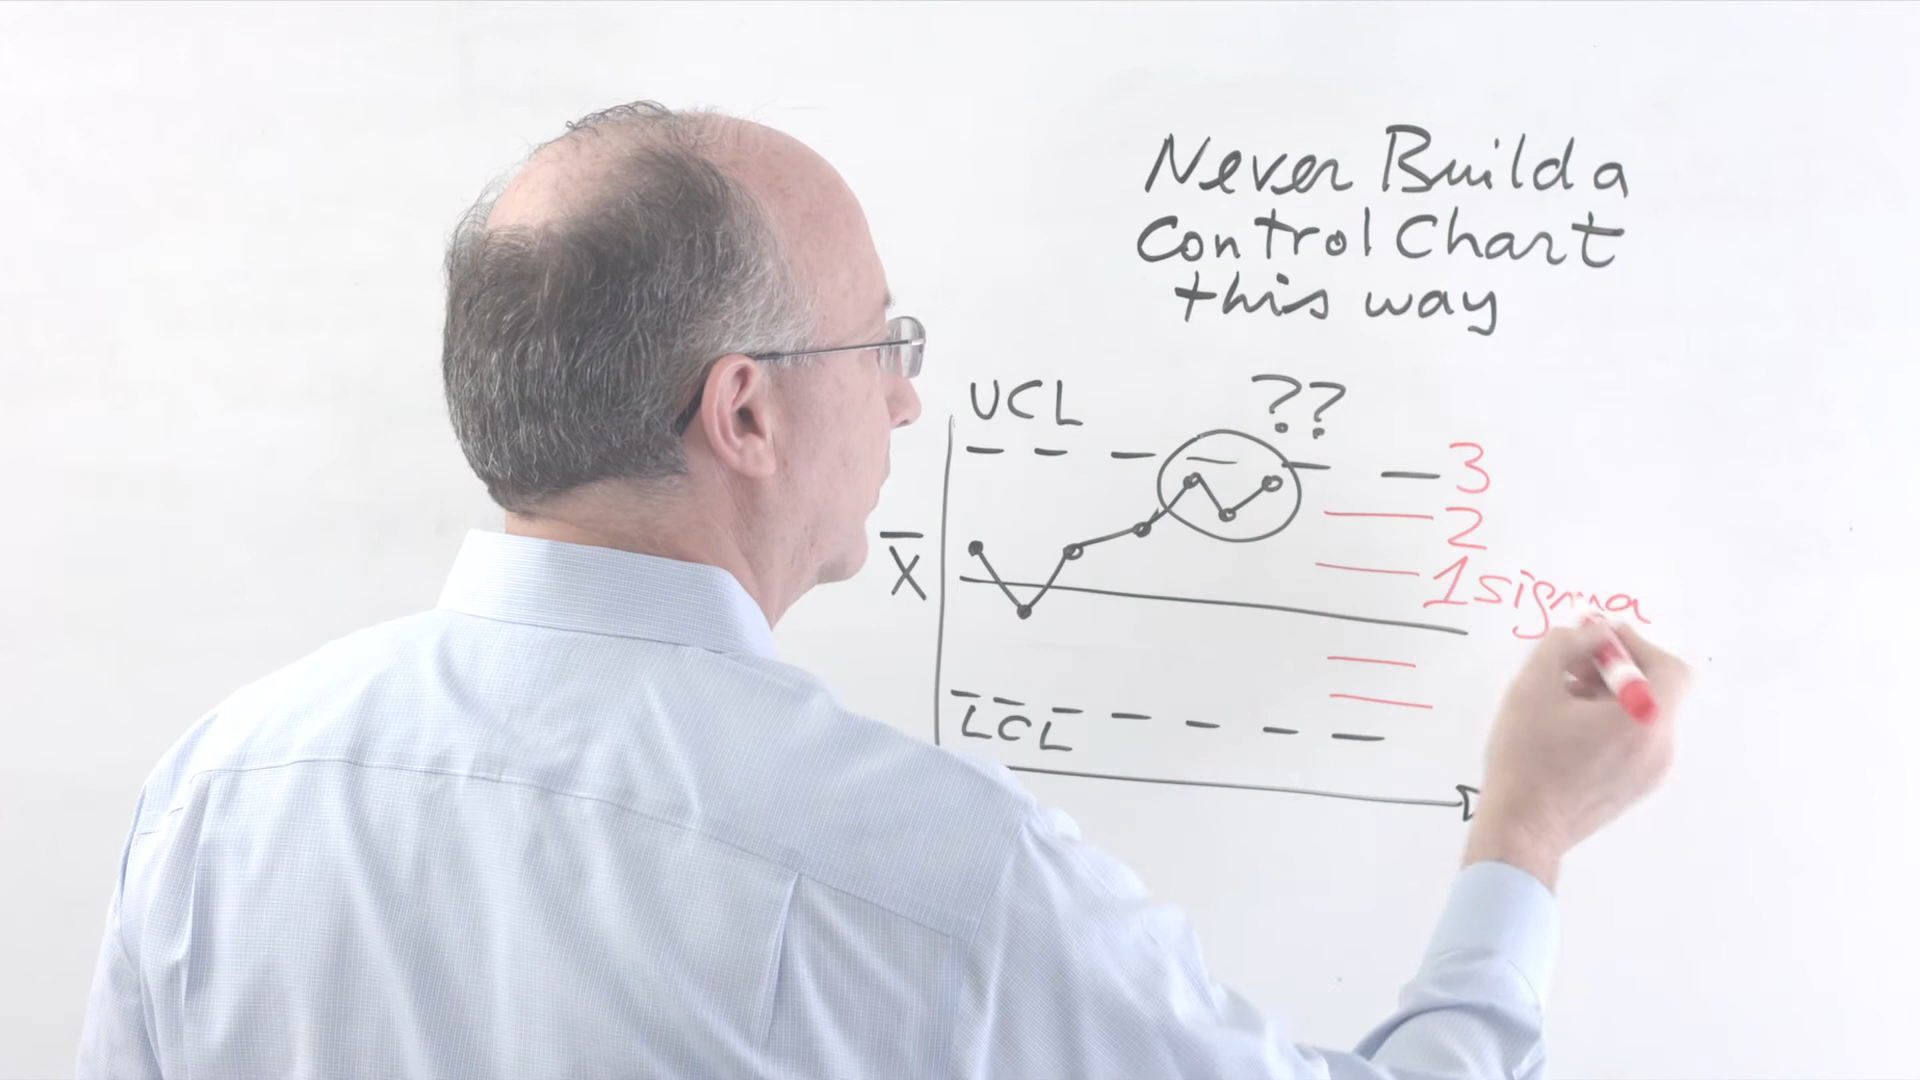 Never Build a
Control Chart
this way
UCL
??
3
2
X̅
1 sigma
LCL